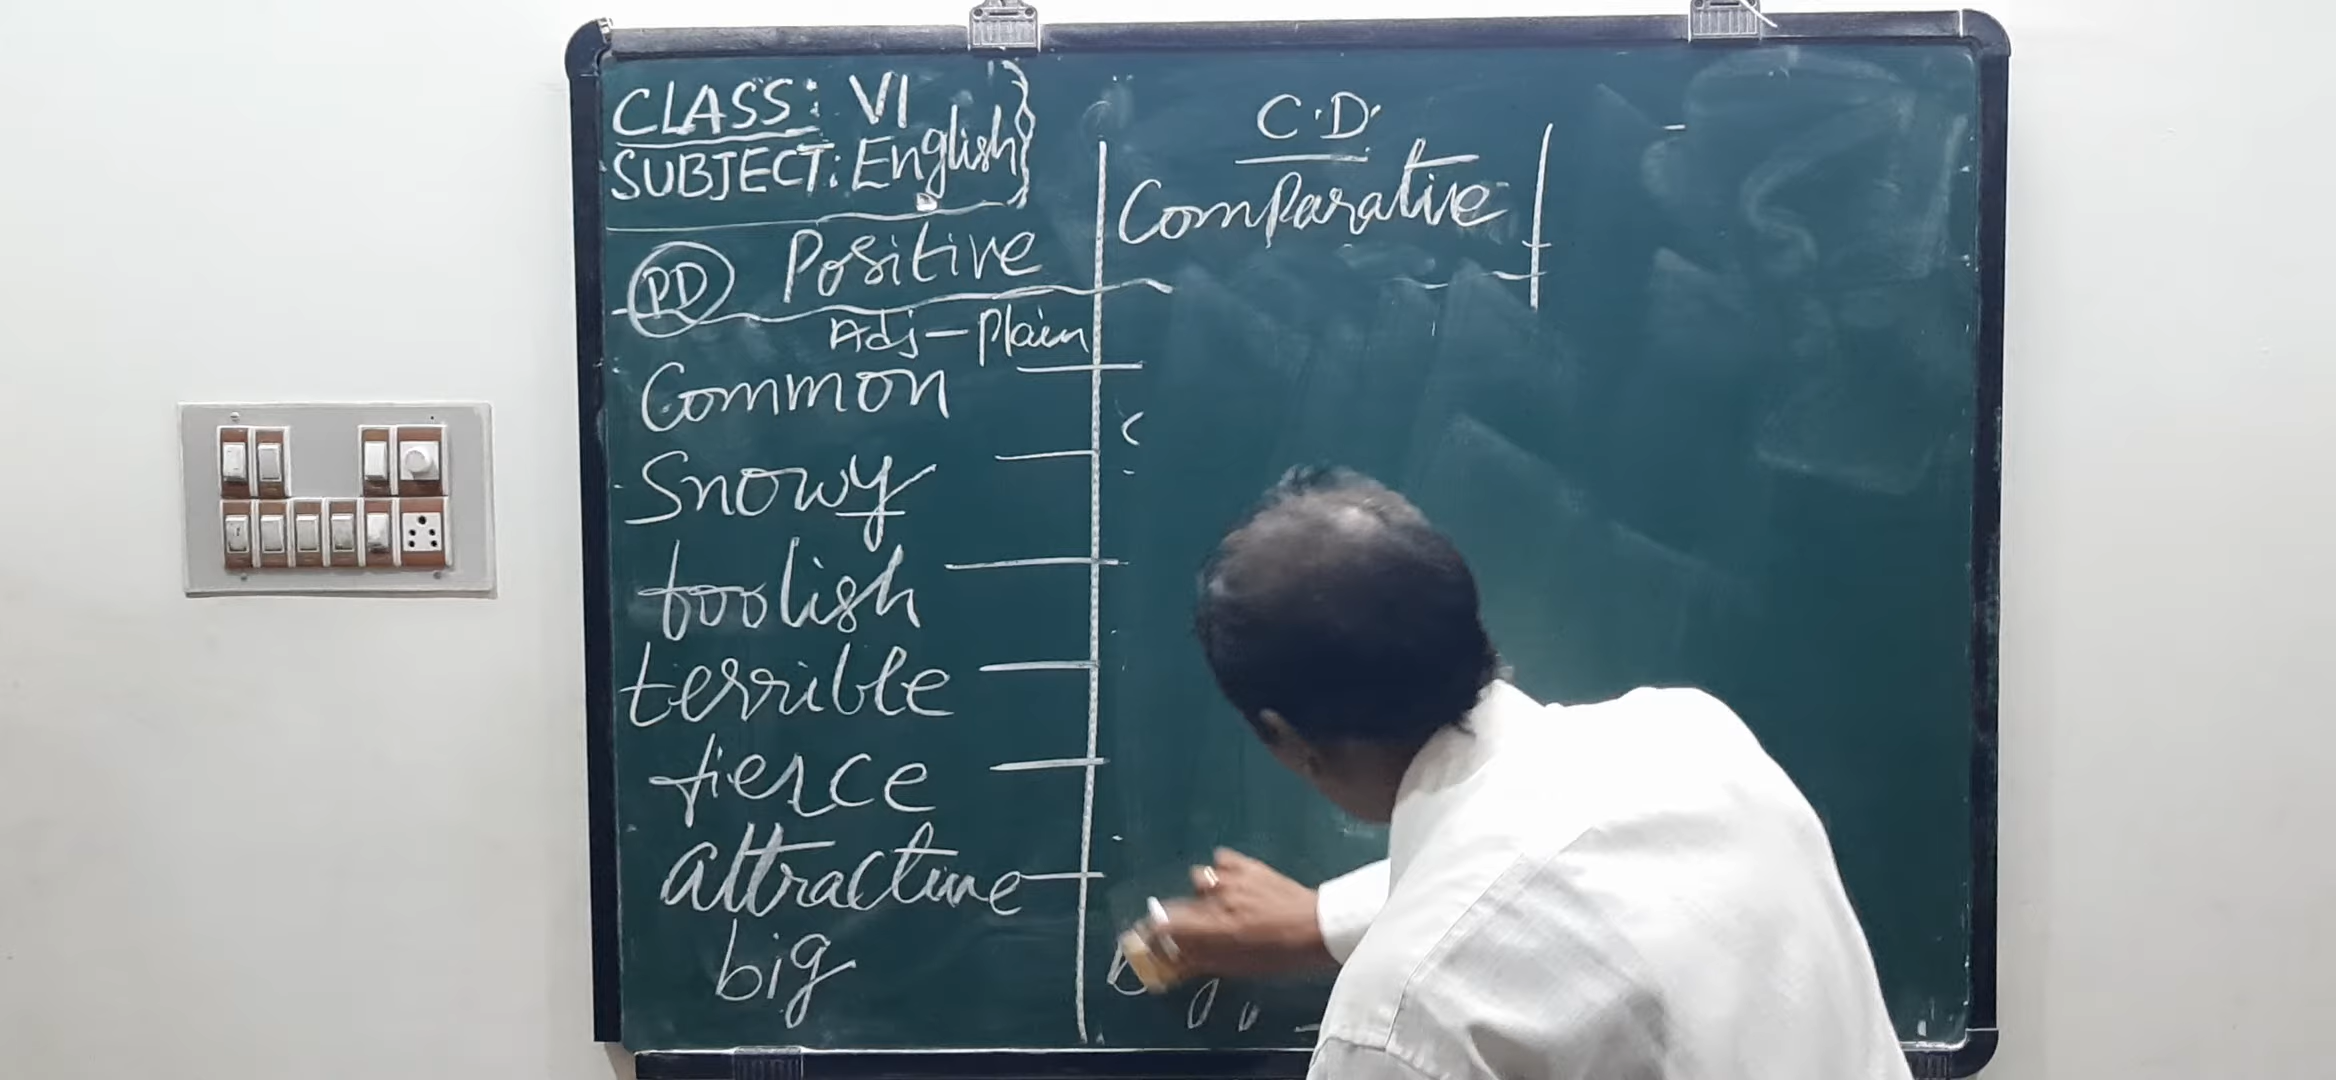 CLASS: VI
SUBJECT: English
PD Positive
Adj - Plain
Common
Snowy
foolish
terrible
fierce
attractive
big
C.D.
Comparative